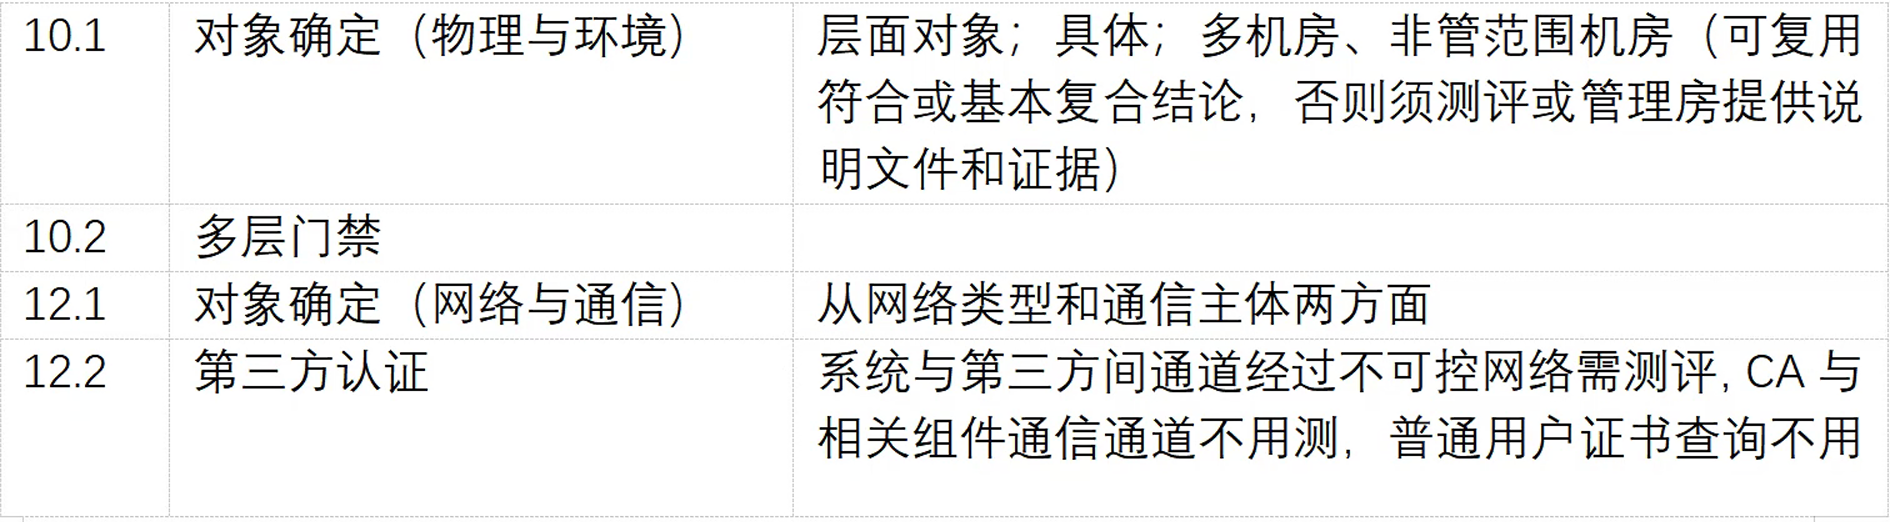 10.1 对象确定（物理与环境） 层面对象；具体；多机房、非管范围机房（可复用
符合或基本复合结论，否则须测评或管理房提供说
明文件和证据）
10.2 多层门禁
12.1 对象确定（网络与通信） 从网络类型和通信主体两方面
12.2 第三方认证 系统与第三方间通道经过不可控网络需测评, CA 与
相关组件通信通道不用测，普通用户证书查询不用